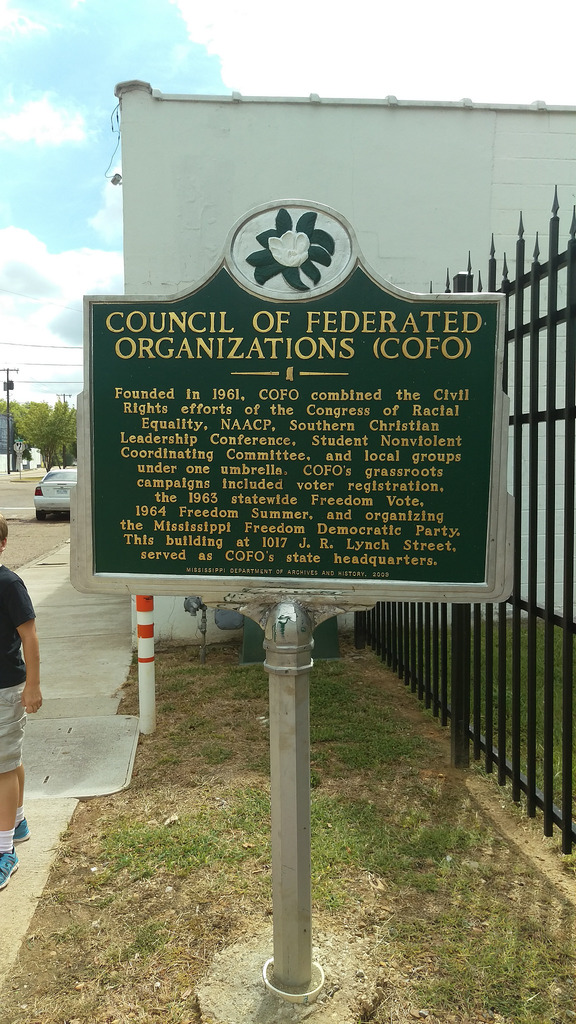 COUNCIL OF FEDERATED
ORGANIZATIONS (COFO)
Founded in 1961, COFO combined the Civil
Rights efforts of the Congress of Racial
Equality, NAACP, Southern Christian
Leadership Conference, Student Nonviolent
Coordinating Committee, and local groups
under one umbrella. COFO's grassroots
campaigns included voter registration,
the 1963 statewide Freedom Vote,
1964 Freedom Summer, and organizing
the Mississippi Freedom Democratic Party.
This building at 1017 J. R. Lynch Street,
served as COFO's state headquarters.
MISSISSIPPI DEPARTMENT OF ARCHIVES AND HISTORY, 2009